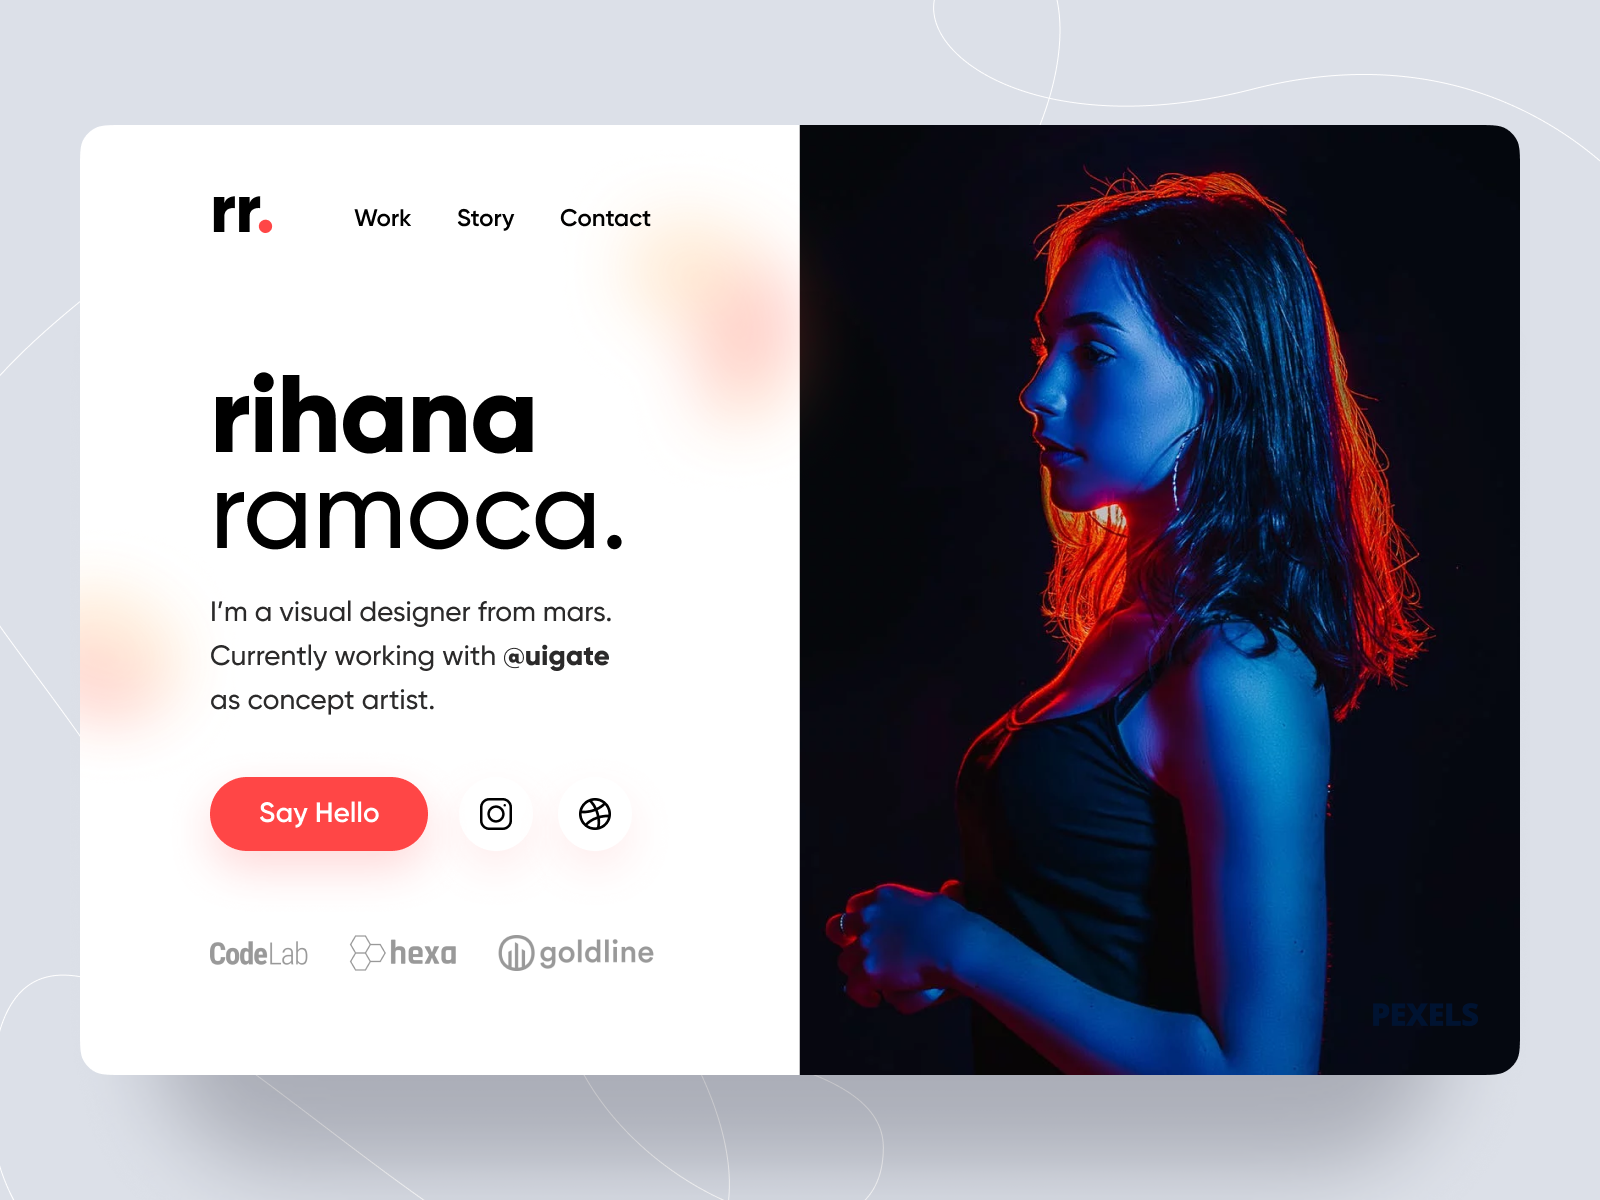 rr.
Work Story Contact
rihana
ramoca.
I’m a visual designer from mars.
Currently working with @uigate
as concept artist.
Say Hello
CodeLab hexa goldline
PEXELS